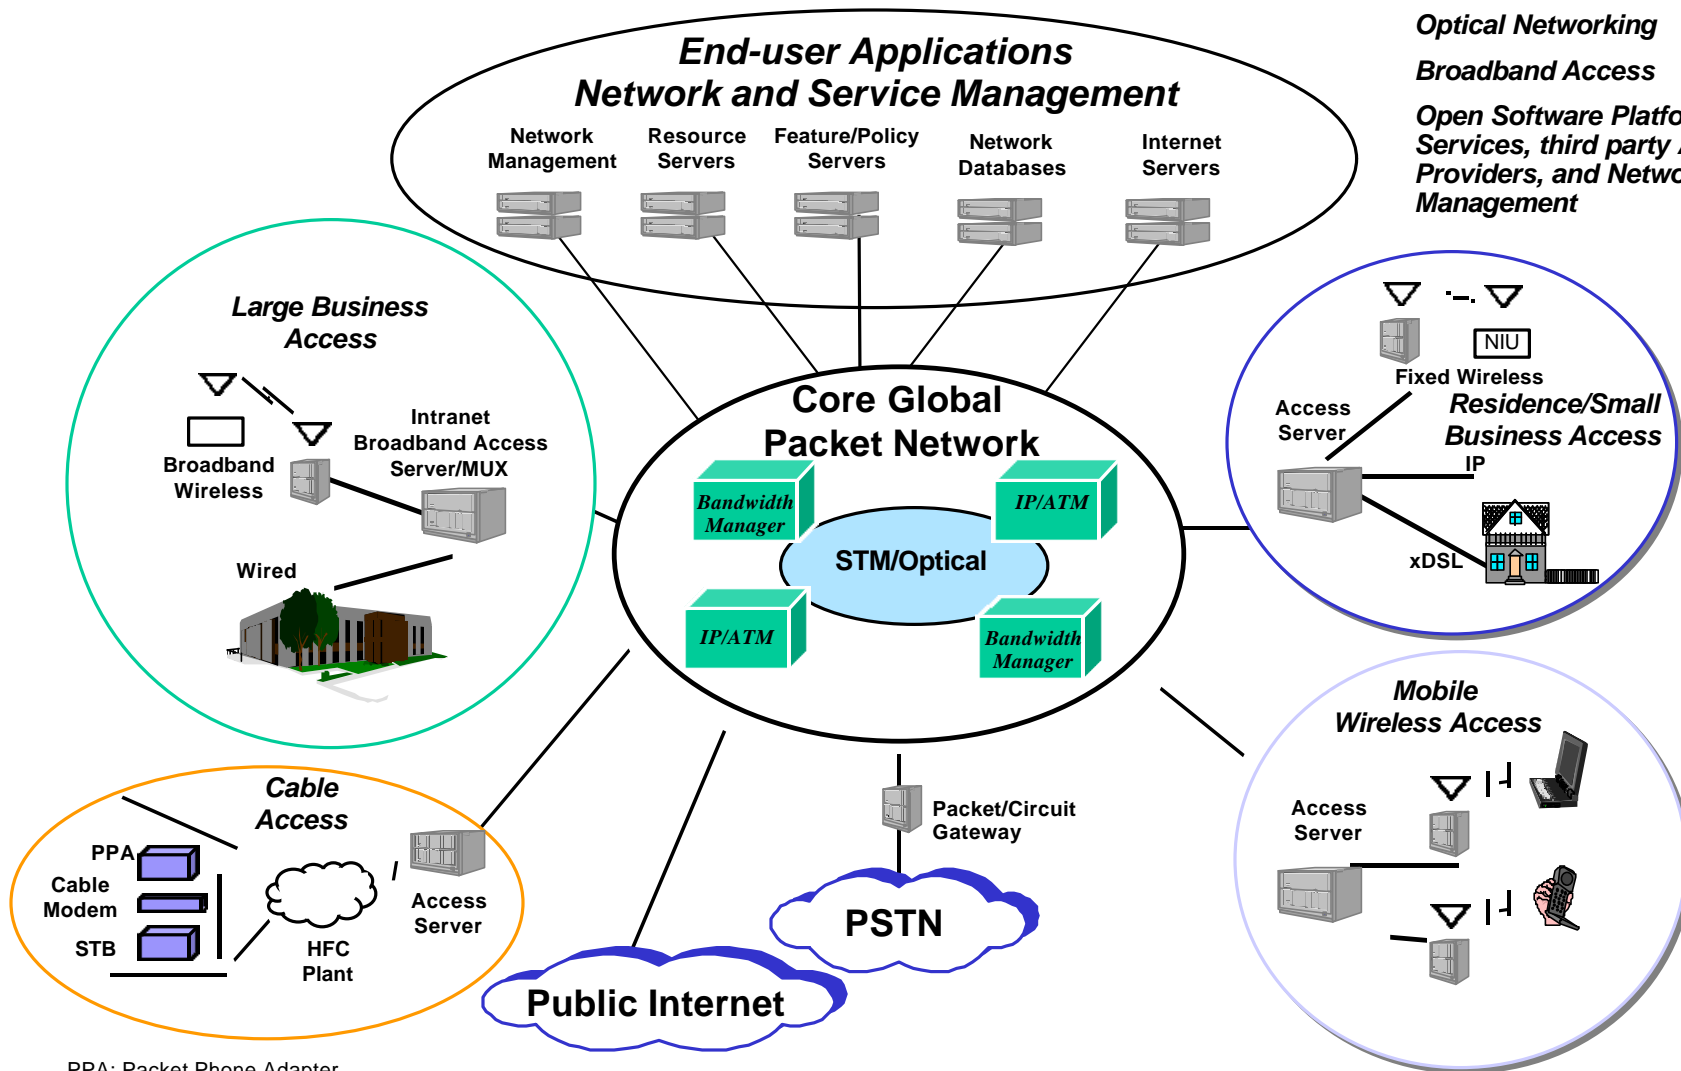 End-user Applications
Network and Service Management
Network
Management
Resource
Servers
Feature/Policy
Servers
Network
Databases
Internet
Servers
Optical Networking
Broadband Access
Open Software
Services, third party
Providers, and
Management
Large Business
Access
Broadband
Wireless
Intranet
Broadband Access
Server/MUX
Wired
Core Global
Packet Network
Bandwidth
Manager
IP/ATM
STM/Optical
IP/ATM
Bandwidth
Manager
NIU
Fixed Wireless
Residence/Small
Business Access
Access
Server
IP
xDSL
Mobile
Wireless Access
Access
Server
Cable
Access
PPA
Cable
Modem
STB
HFC
Plant
Access
Server
Packet/Circuit
Gateway
PSTN
Public Internet
PPA: Packet Phone Adapter